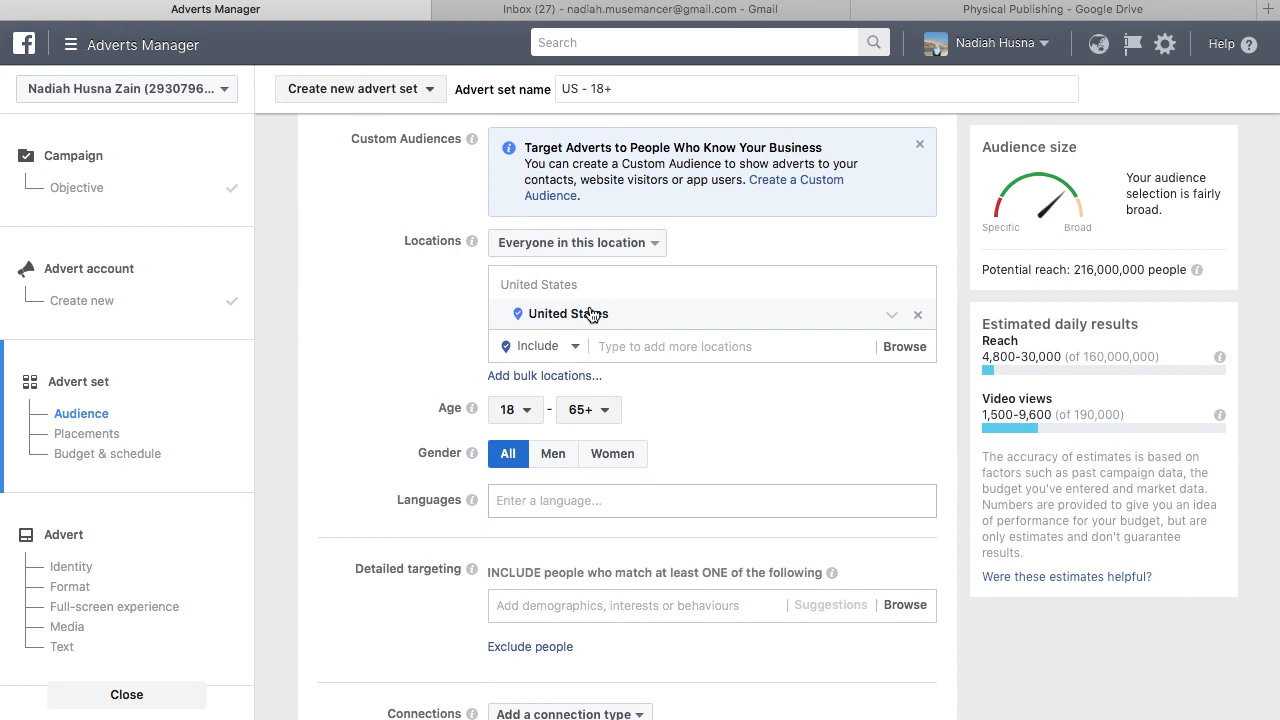 Adverts Manager
Inbox (27) - nadiah.musemancer@gmail.com - Gmail
Physical Publishing - Google Drive
Adverts Manager
Search
Nadiah Husna
Help
Nadiah Husna Zain (2930796...
Create new advert set
Advert set name
US - 18+
Campaign
Objective
Advert account
Create new
Advert set
Audience
Placements
Budget & schedule
Advert
Identity
Format
Full-screen experience
Media
Text
Close
Custom Audiences
Target Adverts to People Who Know Your Business
You can create a Custom Audience to show adverts to your
contacts, website visitors or app users. Create a Custom
Audience.
Locations
Everyone in this location
United States
United States
Include
Type to add more locations
Browse
Add bulk locations...
Age
18
-
65+
Gender
All
Men
Women
Languages
Enter a language...
Detailed targeting
INCLUDE people who match at least ONE of the following
Add demographics, interests or behaviours
Suggestions
Browse
Exclude people
Connections
Add a connection type
Audience size
Your audience
selection is fairly
broad.
Specific
Broad
Potential reach: 216,000,000 people
Estimated daily results
Reach
4,800-30,000 (of 160,000,000)
Video views
1,500-9,600 (of 190,000)
The accuracy of estimates is based on
factors such as past campaign data, the
budget you've entered and market data.
Numbers are provided to give you an idea
of performance for your budget, but are
only estimates and don't guarantee
results.
Were these estimates helpful?